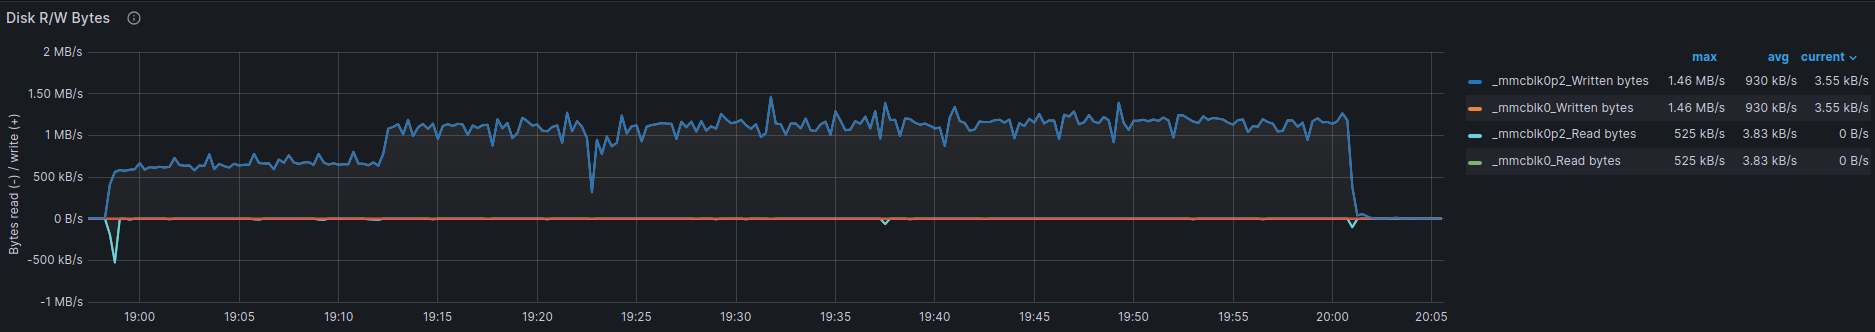 Disk R/W Bytes
Bytes read (-) / write (+)
2 MB/s
1.50 MB/s
1 MB/s
500 kB/s
0 B/s
-500 kB/s
-1 MB/s
19:00 19:05 19:10 19:15 19:20 19:25 19:30 19:35 19:40 19:45 19:50 19:55 20:00 20:05
max avg current
_mmcblk0p2_Written bytes 1.46 MB/s 930 kB/s 3.55 kB/s
_mmcblk0_Written bytes 1.46 MB/s 930 kB/s 3.55 kB/s
_mmcblk0p2_Read bytes 525 kB/s 3.83 kB/s 0 B/s
_mmcblk0_Read bytes 525 kB/s 3.83 kB/s 0 B/s